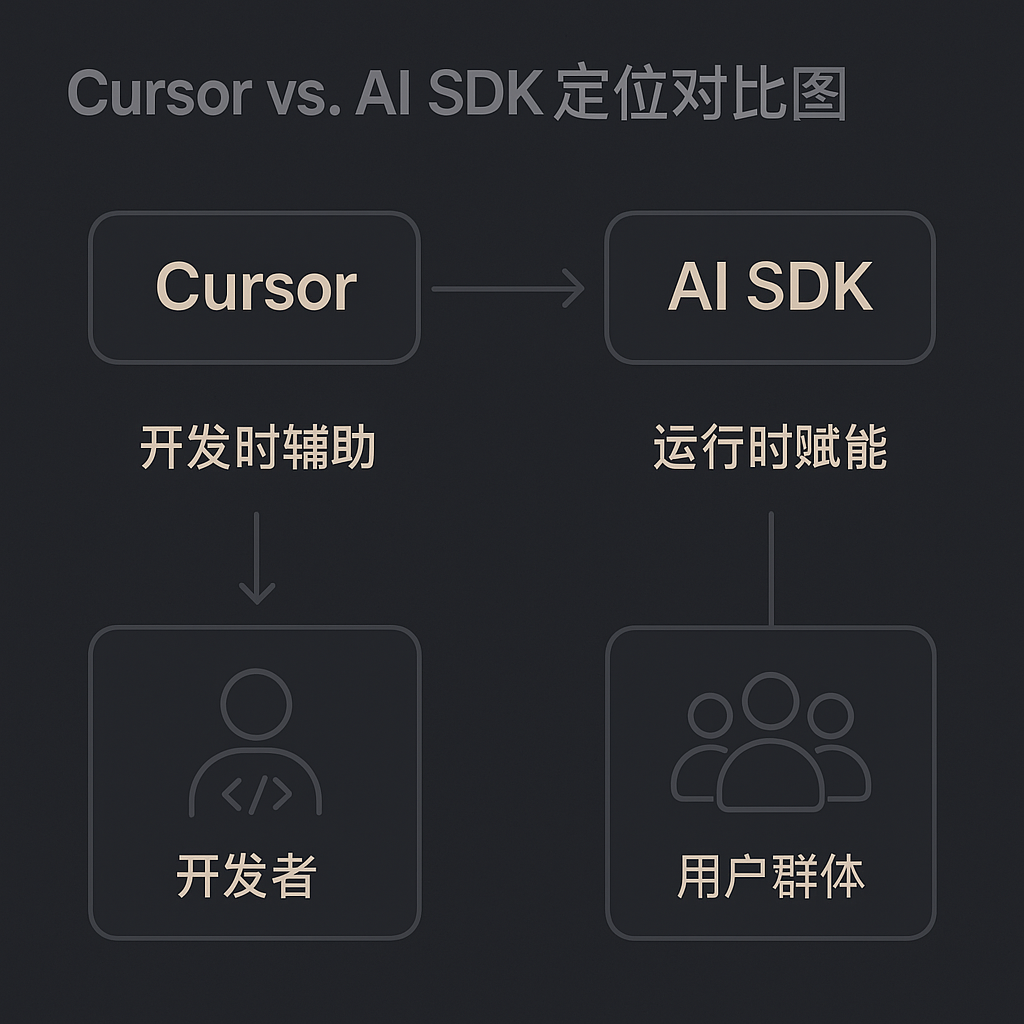 Cursor vs. AI SDK 定位对比图
Cursor
AI SDK
开发时辅助
运行时赋能
</>
开发者
用户群体